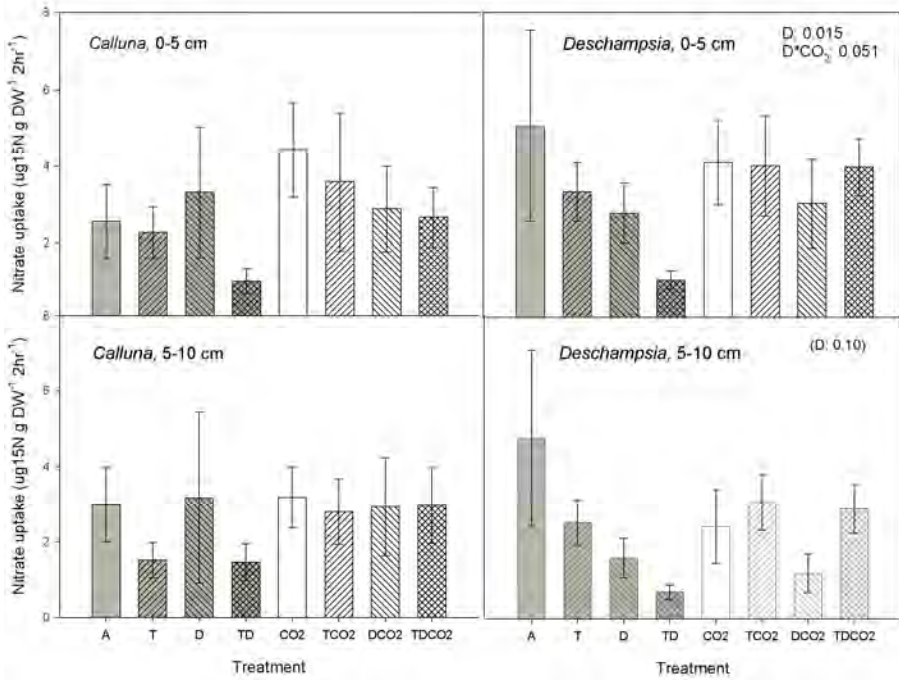 8
6
4
2
8
Nitrate uptake (ug15N g DW⁻¹ 2hr⁻¹)
Calluna, 0-5 cm
Deschampsia, 0-5 cm
D: 0.015
D*CO₂: 0.051
6
4
2
0
Nitrate uptake (ug15N g DW⁻¹ 2hr⁻¹)
Calluna, 5-10 cm
Deschampsia, 5-10 cm
(D: 0.10)
A T D TD CO2 TCO2 DCO2 TDCO2
A T D TD CO2 TCO2 DCO2 TDCO2
Treatment
Treatment